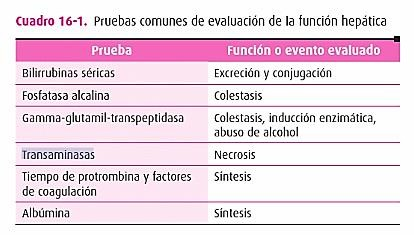 Cuadro 16-1. Pruebas comunes de evaluación de la función hepática
Prueba Función o evento evaluado
Bilirrubinas séricas Excreción y conjugación
Fosfatasa alcalina Colestasis
Gamma-glutamil-transpeptidasa Colestasis, inducción enzimática,
abuso de alcohol
Transaminasas Necrosis
Tiempo de protrombina y factores Síntesis
de coagulación
Albúmina Síntesis